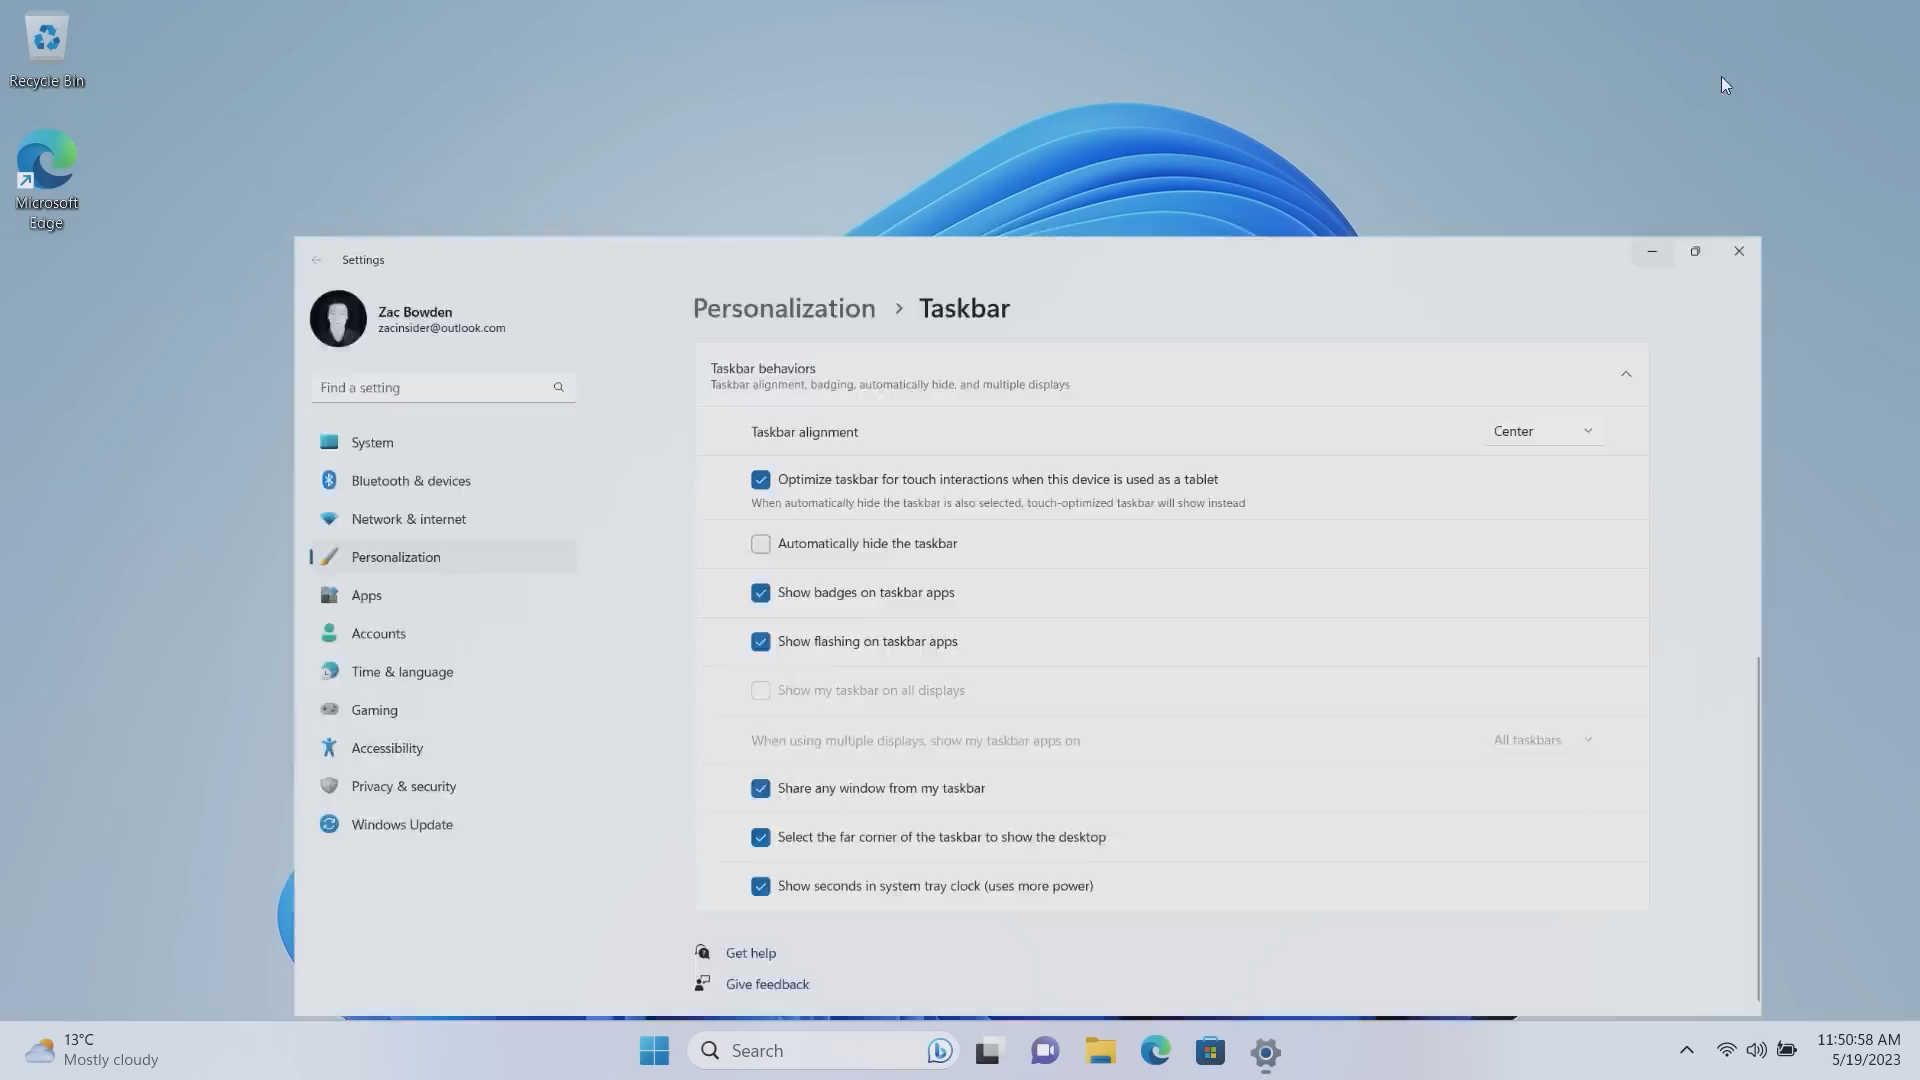 Recycle Bin
Microsoft
Edge
Settings
Zac Bowden
zacinsider@outlook.com
Find a setting
System
Bluetooth & devices
Network & internet
Personalization
Apps
Accounts
Time & language
Gaming
Accessibility
Privacy & security
Windows Update
Personalization › Taskbar
Taskbar behaviors
Taskbar alignment, badging, automatically hide, and multiple displays
Taskbar alignment
Center
Optimize taskbar for touch interactions when this device is used as a tablet
When automatically hide the taskbar is also selected, touch-optimized taskbar will show instead
Automatically hide the taskbar
Show badges on taskbar apps
Show flashing on taskbar apps
Show my taskbar on all displays
When using multiple displays, show my taskbar apps on
All taskbars
Share any window from my taskbar
Select the far corner of the taskbar to show the desktop
Show seconds in system tray clock (uses more power)
Get help
Give feedback
13°C
Mostly cloudy
Search
11:50:58 AM
5/19/2023